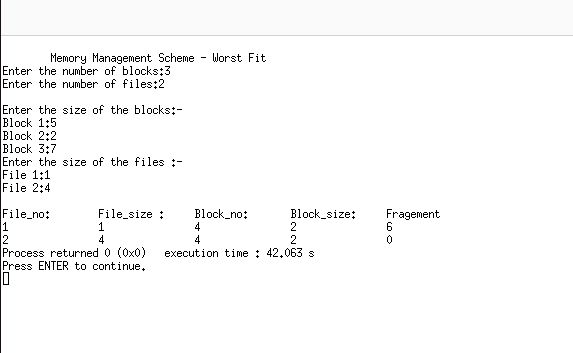 Memory Management Scheme - Worst Fit
Enter the number of blocks:3
Enter the number of files:2
Enter the size of the blocks:-
Block 1:5
Block 2:2
Block 3:7
Enter the size of the files :-
File 1:1
File 2:4
File_no: File_size : Block_no: Block_size: Fragement
1 1 4 2 6
2 4 4 2 0
Process returned 0 (0x0) execution time : 42.063 s
Press ENTER to continue.